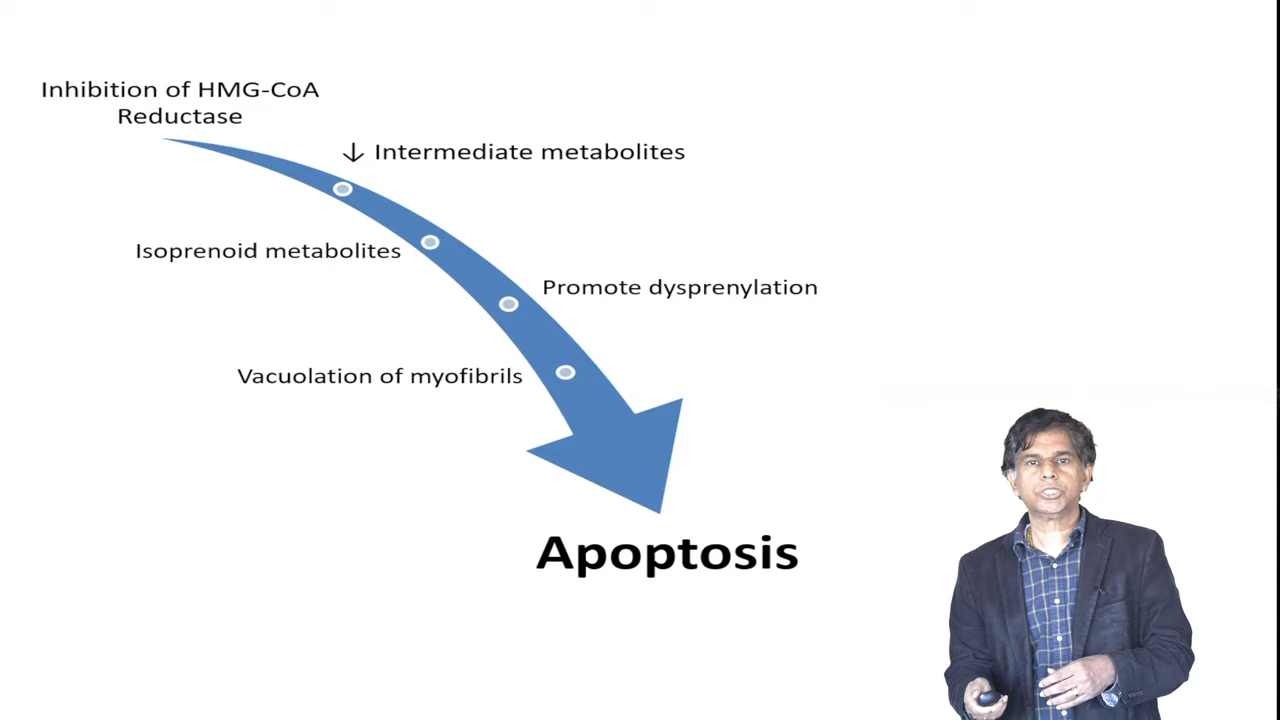 Inhibition of HMG-CoA
Reductase
↓ Intermediate metabolites
Isoprenoid metabolites
Promote dysprenylation
Vacuolation of myofibrils
Apoptosis